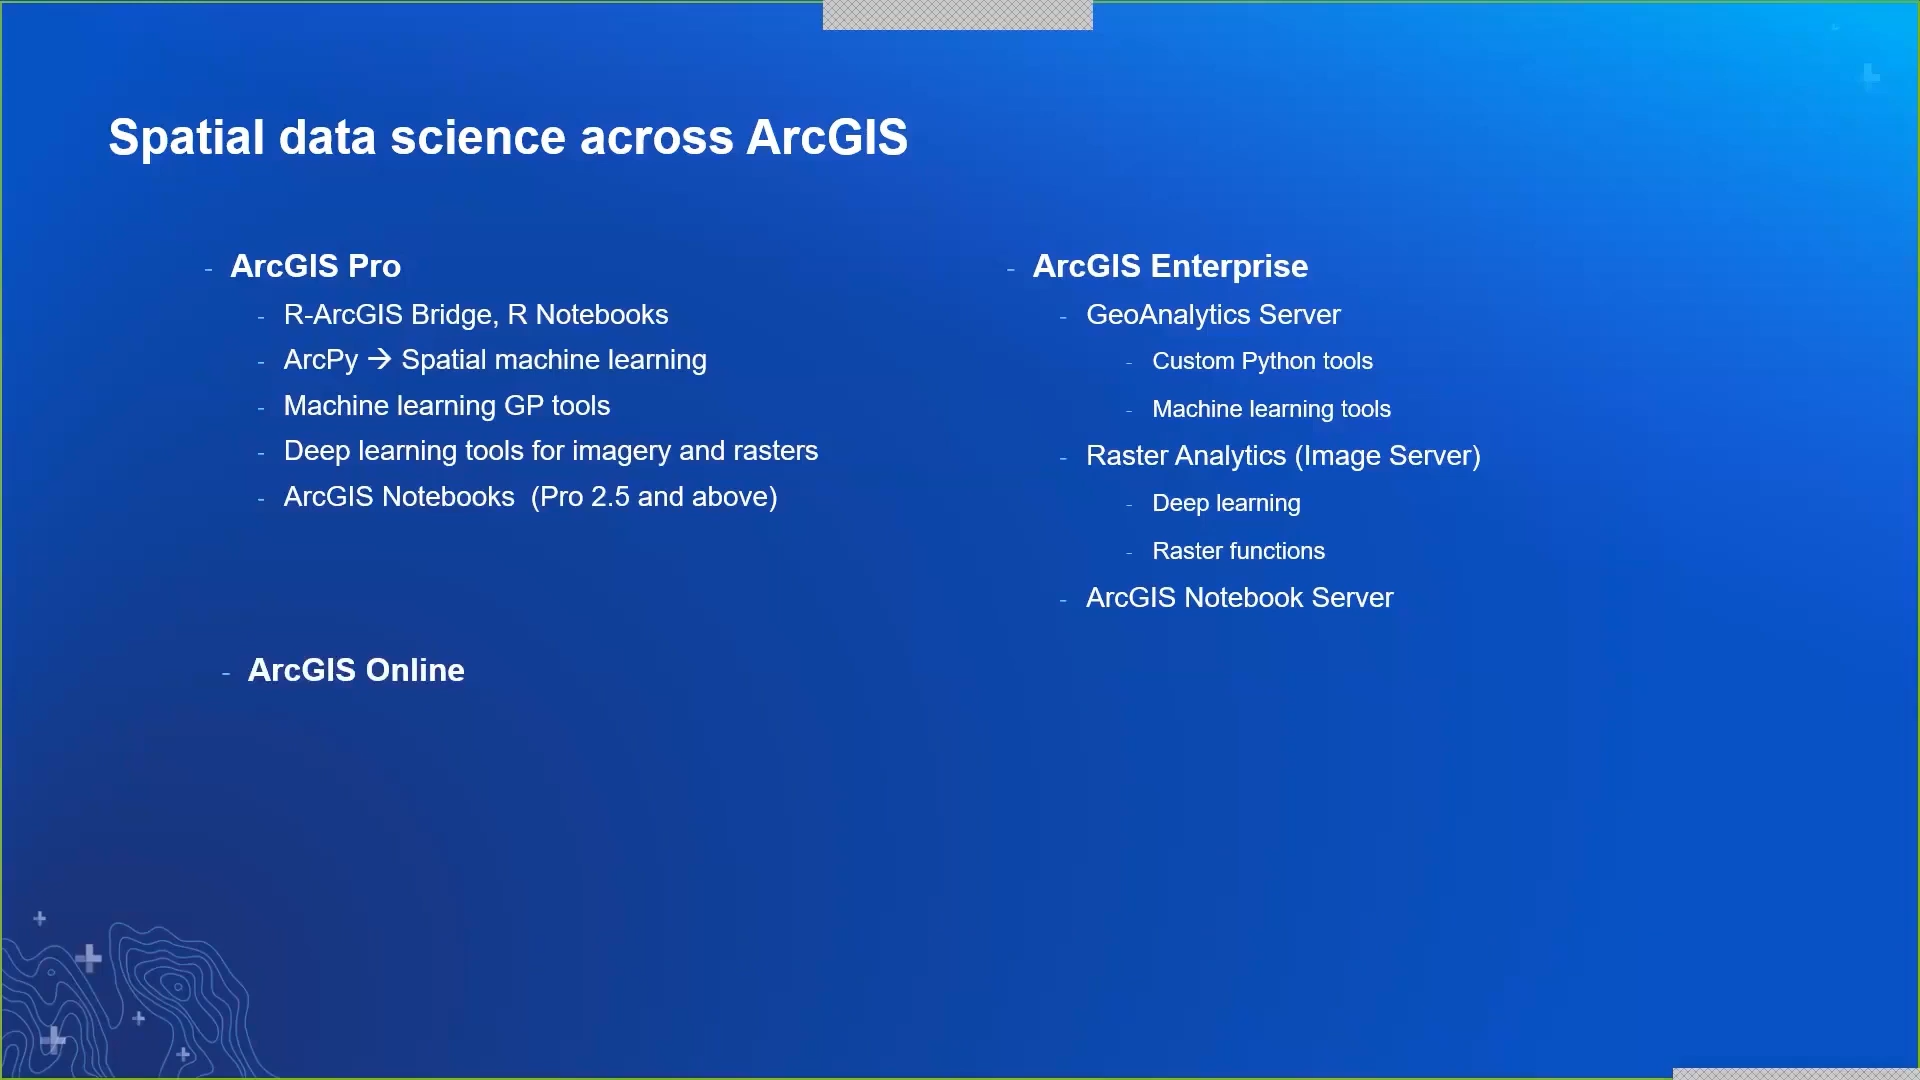 Spatial data science across ArcGIS
- ArcGIS Pro
- R-ArcGIS Bridge, R Notebooks
- ArcPy → Spatial machine learning
- Machine learning GP tools
- Deep learning tools for imagery and rasters
- ArcGIS Notebooks  (Pro 2.5 and above)
- ArcGIS Online
- ArcGIS Enterprise
- GeoAnalytics Server
- Custom Python tools
- Machine learning tools
- Raster Analytics (Image Server)
- Deep learning
- Raster functions
- ArcGIS Notebook Server